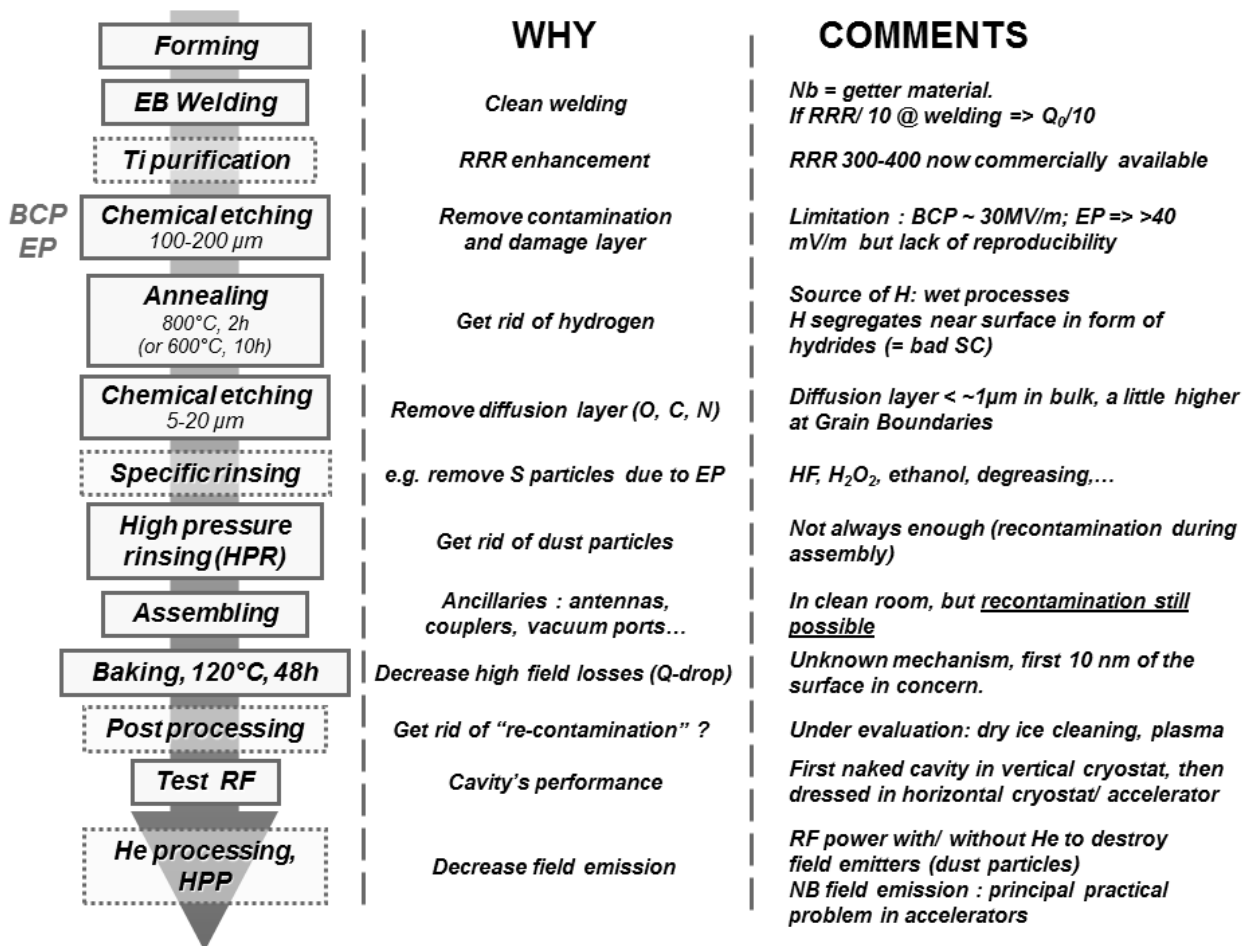 WHY
COMMENTS
Forming
EB Welding
Clean welding
Nb = getter material.
If RRR/ 10 @ welding => Q₀/10
Ti purification
RRR enhancement
RRR 300-400 now commercially available
BCP
EP
Chemical etching
100-200 µm
Remove contamination
and damage layer
Limitation : BCP ~ 30MV/m; EP => >40
mV/m but lack of reproducibility
Annealing
800°C, 2h
(or 600°C, 10h)
Get rid of hydrogen
Source of H: wet processes
H segregates near surface in form of
hydrides (= bad SC)
Chemical etching
5-20 µm
Remove diffusion layer (O, C, N)
Diffusion layer < ~1µm in bulk, a little higher
at Grain Boundaries
Specific rinsing
e.g. remove S particles due to EP
HF, H₂O₂, ethanol, degreasing,…
High pressure
rinsing (HPR)
Get rid of dust particles
Not always enough (recontamination during
assembly)
Assembling
Ancillaries : antennas,
couplers, vacuum ports…
In clean room, but recontamination still
possible
Baking, 120°C, 48h
Decrease high field losses (Q-drop)
Unknown mechanism, first 10 nm of the
surface in concern.
Post processing
Get rid of “re-contamination” ?
Under evaluation: dry ice cleaning, plasma
Test RF
Cavity’s performance
First naked cavity in vertical cryostat, then
dressed in horizontal cryostat/ accelerator
He processing,
HPP
Decrease field emission
RF power with/ without He to destroy
field emitters (dust particles)
NB field emission : principal practical
problem in accelerators